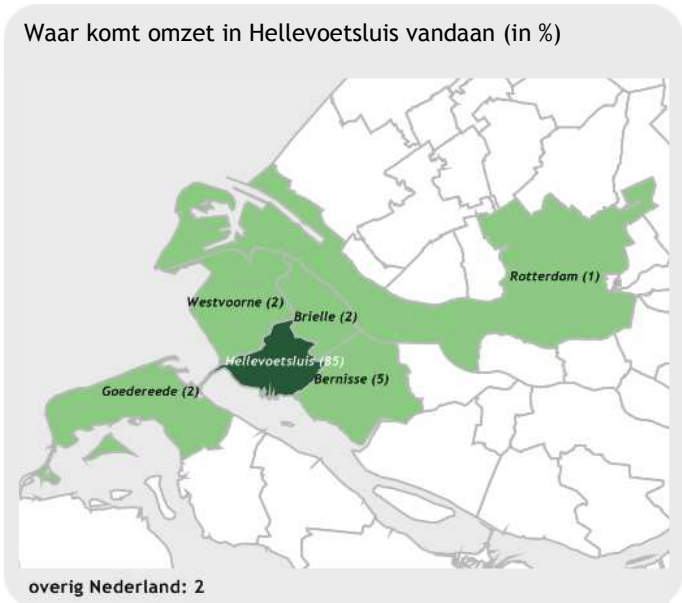 Waar komt omzet in Hellevoetsluis vandaan (in %)
Rotterdam (1)
Westvoorne (2)
Brielle (2)
Hellevoetsluis (85)
Bernisse (5)
Goedereede (2)
overig Nederland: 2